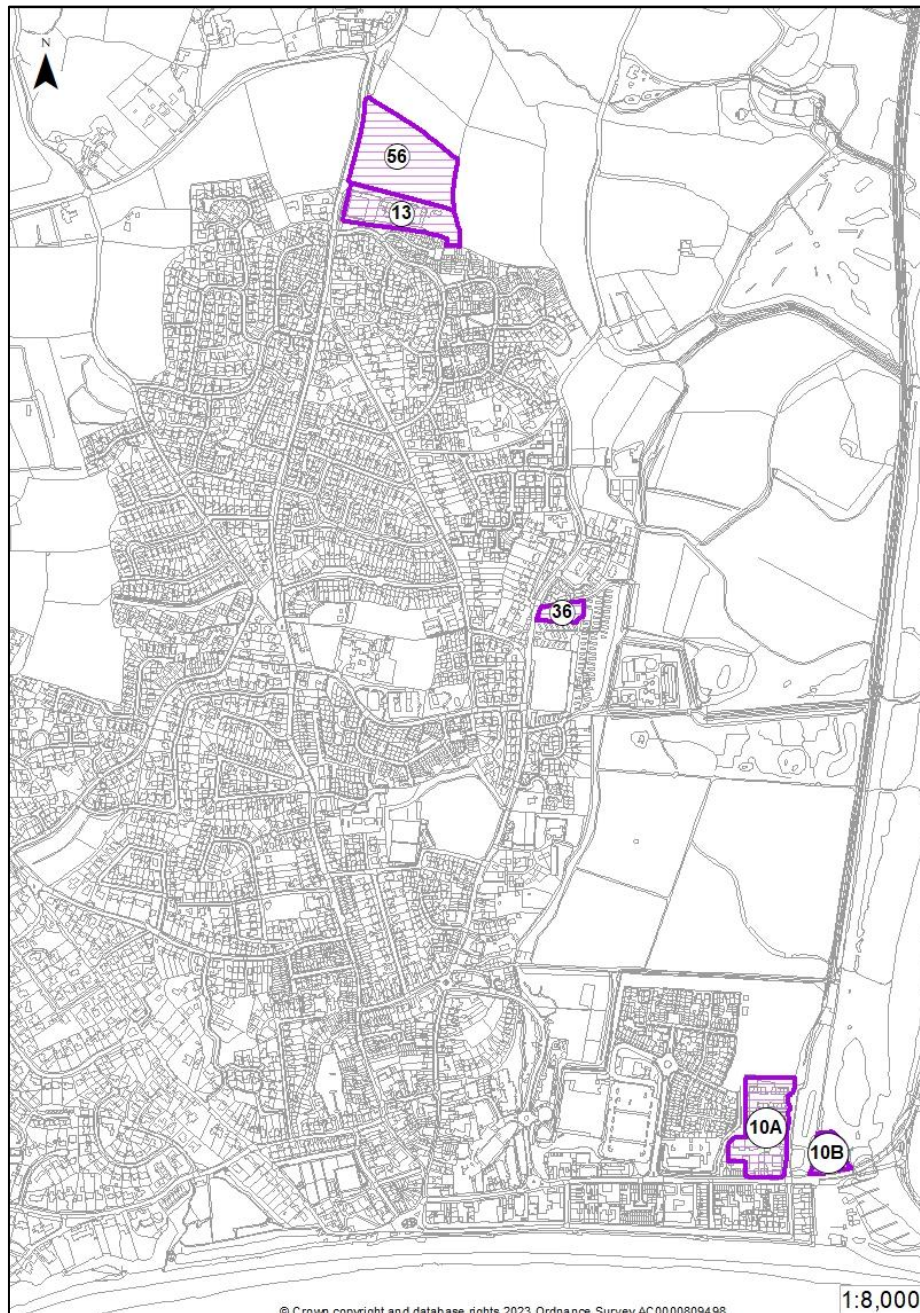 N
56
13
36
10A
10B
© Crown copyright and database rights 2023 Ordnance Survey AC0000809498
1:8,000